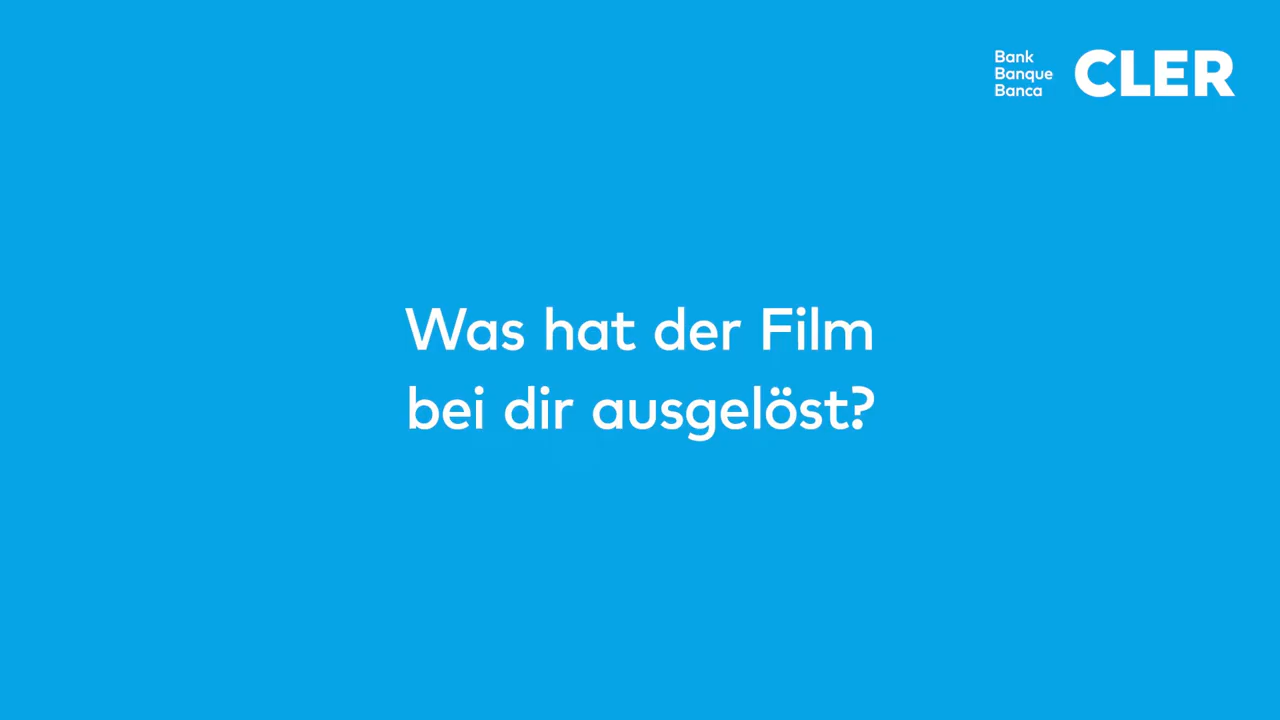 Bank
Banque
Banca
CLER
Was hat der Film
bei dir ausgelöst?